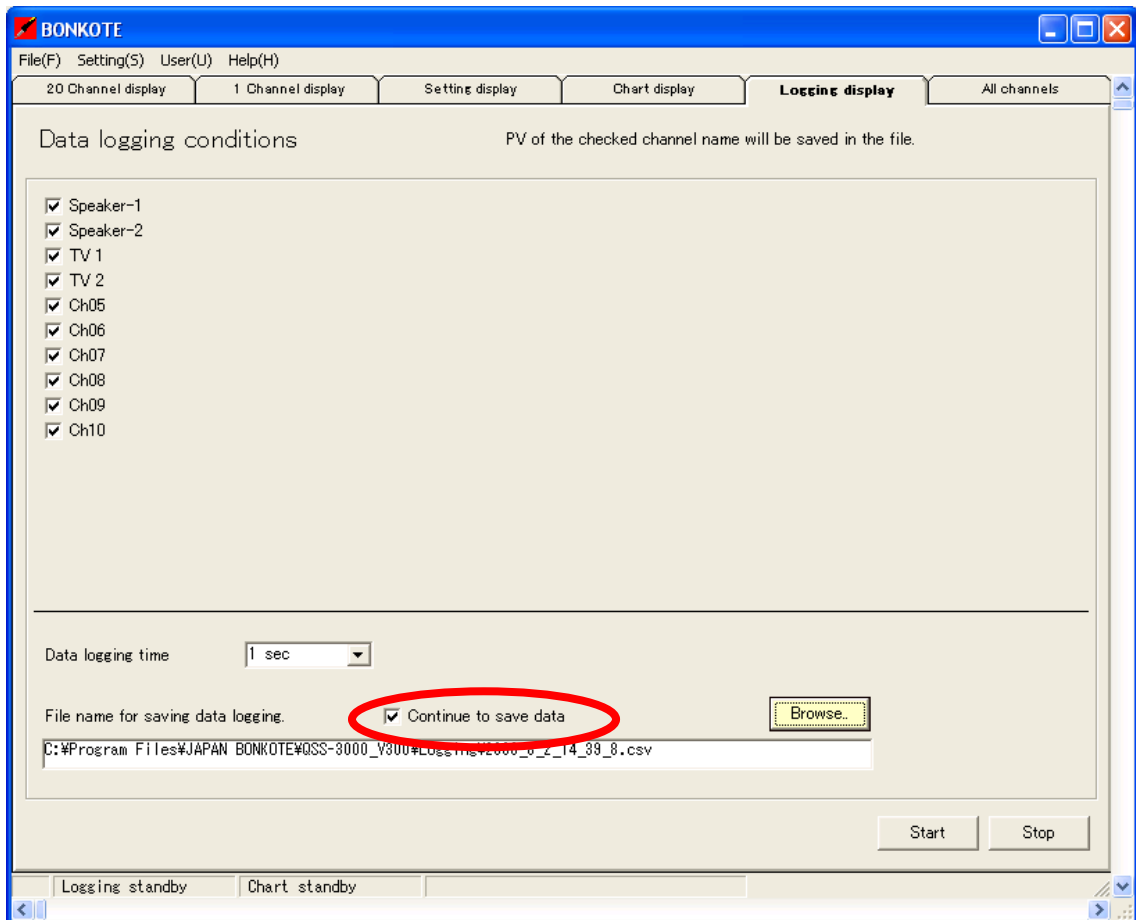 BONKOTE
File(F) Setting(S) User(U) Help(H)
20 Channel display 1 Channel display Setting display Chart display Logging display All channels
Data logging conditions PV of the checked channel name will be saved in the file.
Speaker-1
Speaker-2
TV 1
TV 2
Ch05
Ch06
Ch07
Ch08
Ch09
Ch10
Data logging time 1 sec
File name for saving data logging. Continue to save data Browse..
C:¥Program Files¥JAPAN BONKOTE¥QSS-3000_V300¥Logging¥
Start Stop
Logging standby Chart standby